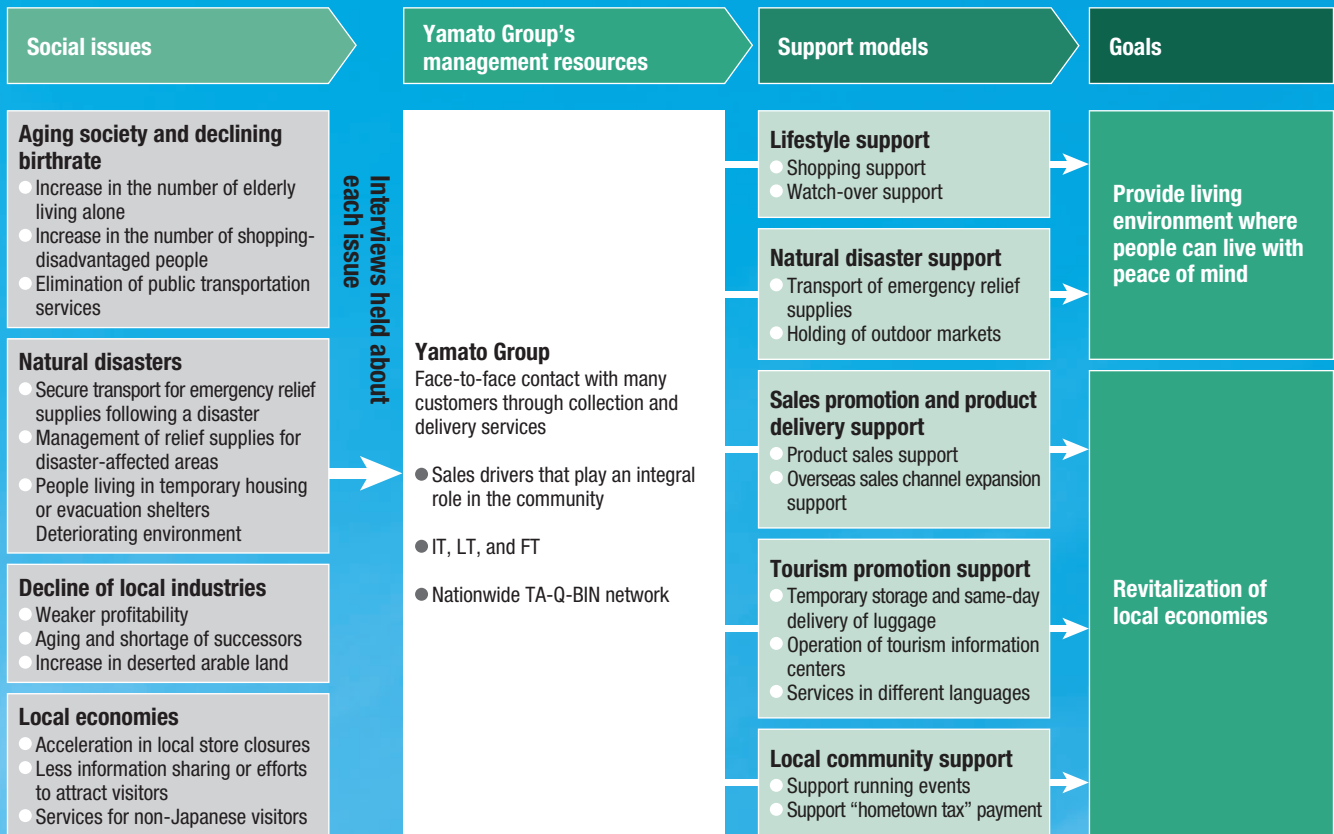 Social issues
Yamato Group's
management resources
Support models
Goals
Aging society and declining
birthrate
Increase in the number of elderly
living alone
Increase in the number of shopping-
disadvantaged people
Elimination of public transportation
services
Natural disasters
Secure transport for emergency relief
supplies following a disaster
Management of relief supplies for
disaster-affected areas
People living in temporary housing
or evacuation shelters
Deteriorating environment
Decline of local industries
Weaker profitability
Aging and shortage of successors
Increase in deserted arable land
Local economies
Acceleration in local store closures
Less information sharing or efforts
to attract visitors
Services for non-Japanese visitors
Interviews held about
each issue
Yamato Group
Face-to-face contact with many
customers through collection and
delivery services
Sales drivers that play an integral
role in the community
IT, LT, and FT
Nationwide TA-Q-BIN network
Lifestyle support
Shopping support
Watch-over support
Natural disaster support
Transport of emergency relief
supplies
Holding of outdoor markets
Sales promotion and product
delivery support
Product sales support
Overseas sales channel expansion
support
Tourism promotion support
Temporary storage and same-day
delivery of luggage
Operation of tourism information
centers
Services in different languages
Local community support
Support running events
Support "hometown tax" payment
Provide living
environment where
people can live with
peace of mind
Revitalization of
local economies